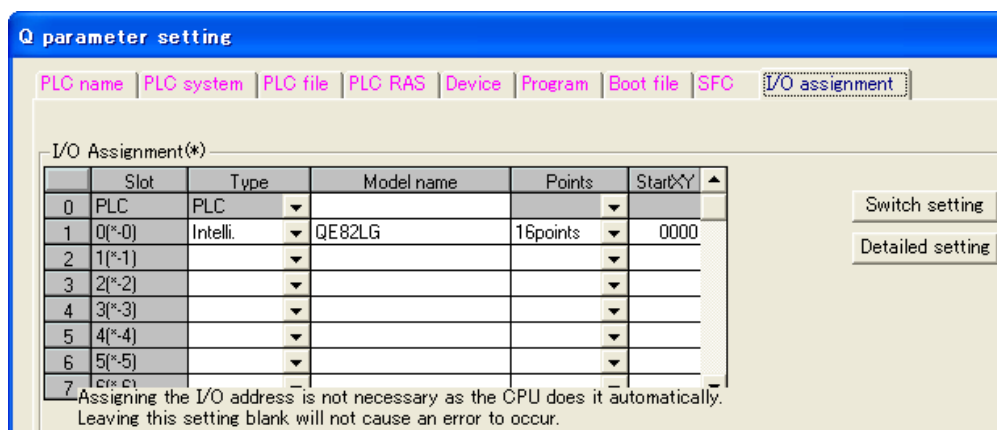 Q parameter setting
PLC name PLC system PLC file PLC RAS Device Program Boot file SFC I/O assignment
I/O Assignment(*)
Slot Type Model name Points StartXY
0 PLC PLC
1 0(*-0) Intelli. QE82LG 16points 0000
2 1(*-1)
3 2(*-2)
4 3(*-3)
5 4(*-4)
6 5(*-5)
7 6(*-6)
Switch setting
Detailed setting
Assigning the I/O address is not necessary as the CPU does it automatically.
Leaving this setting blank will not cause an error to occur.